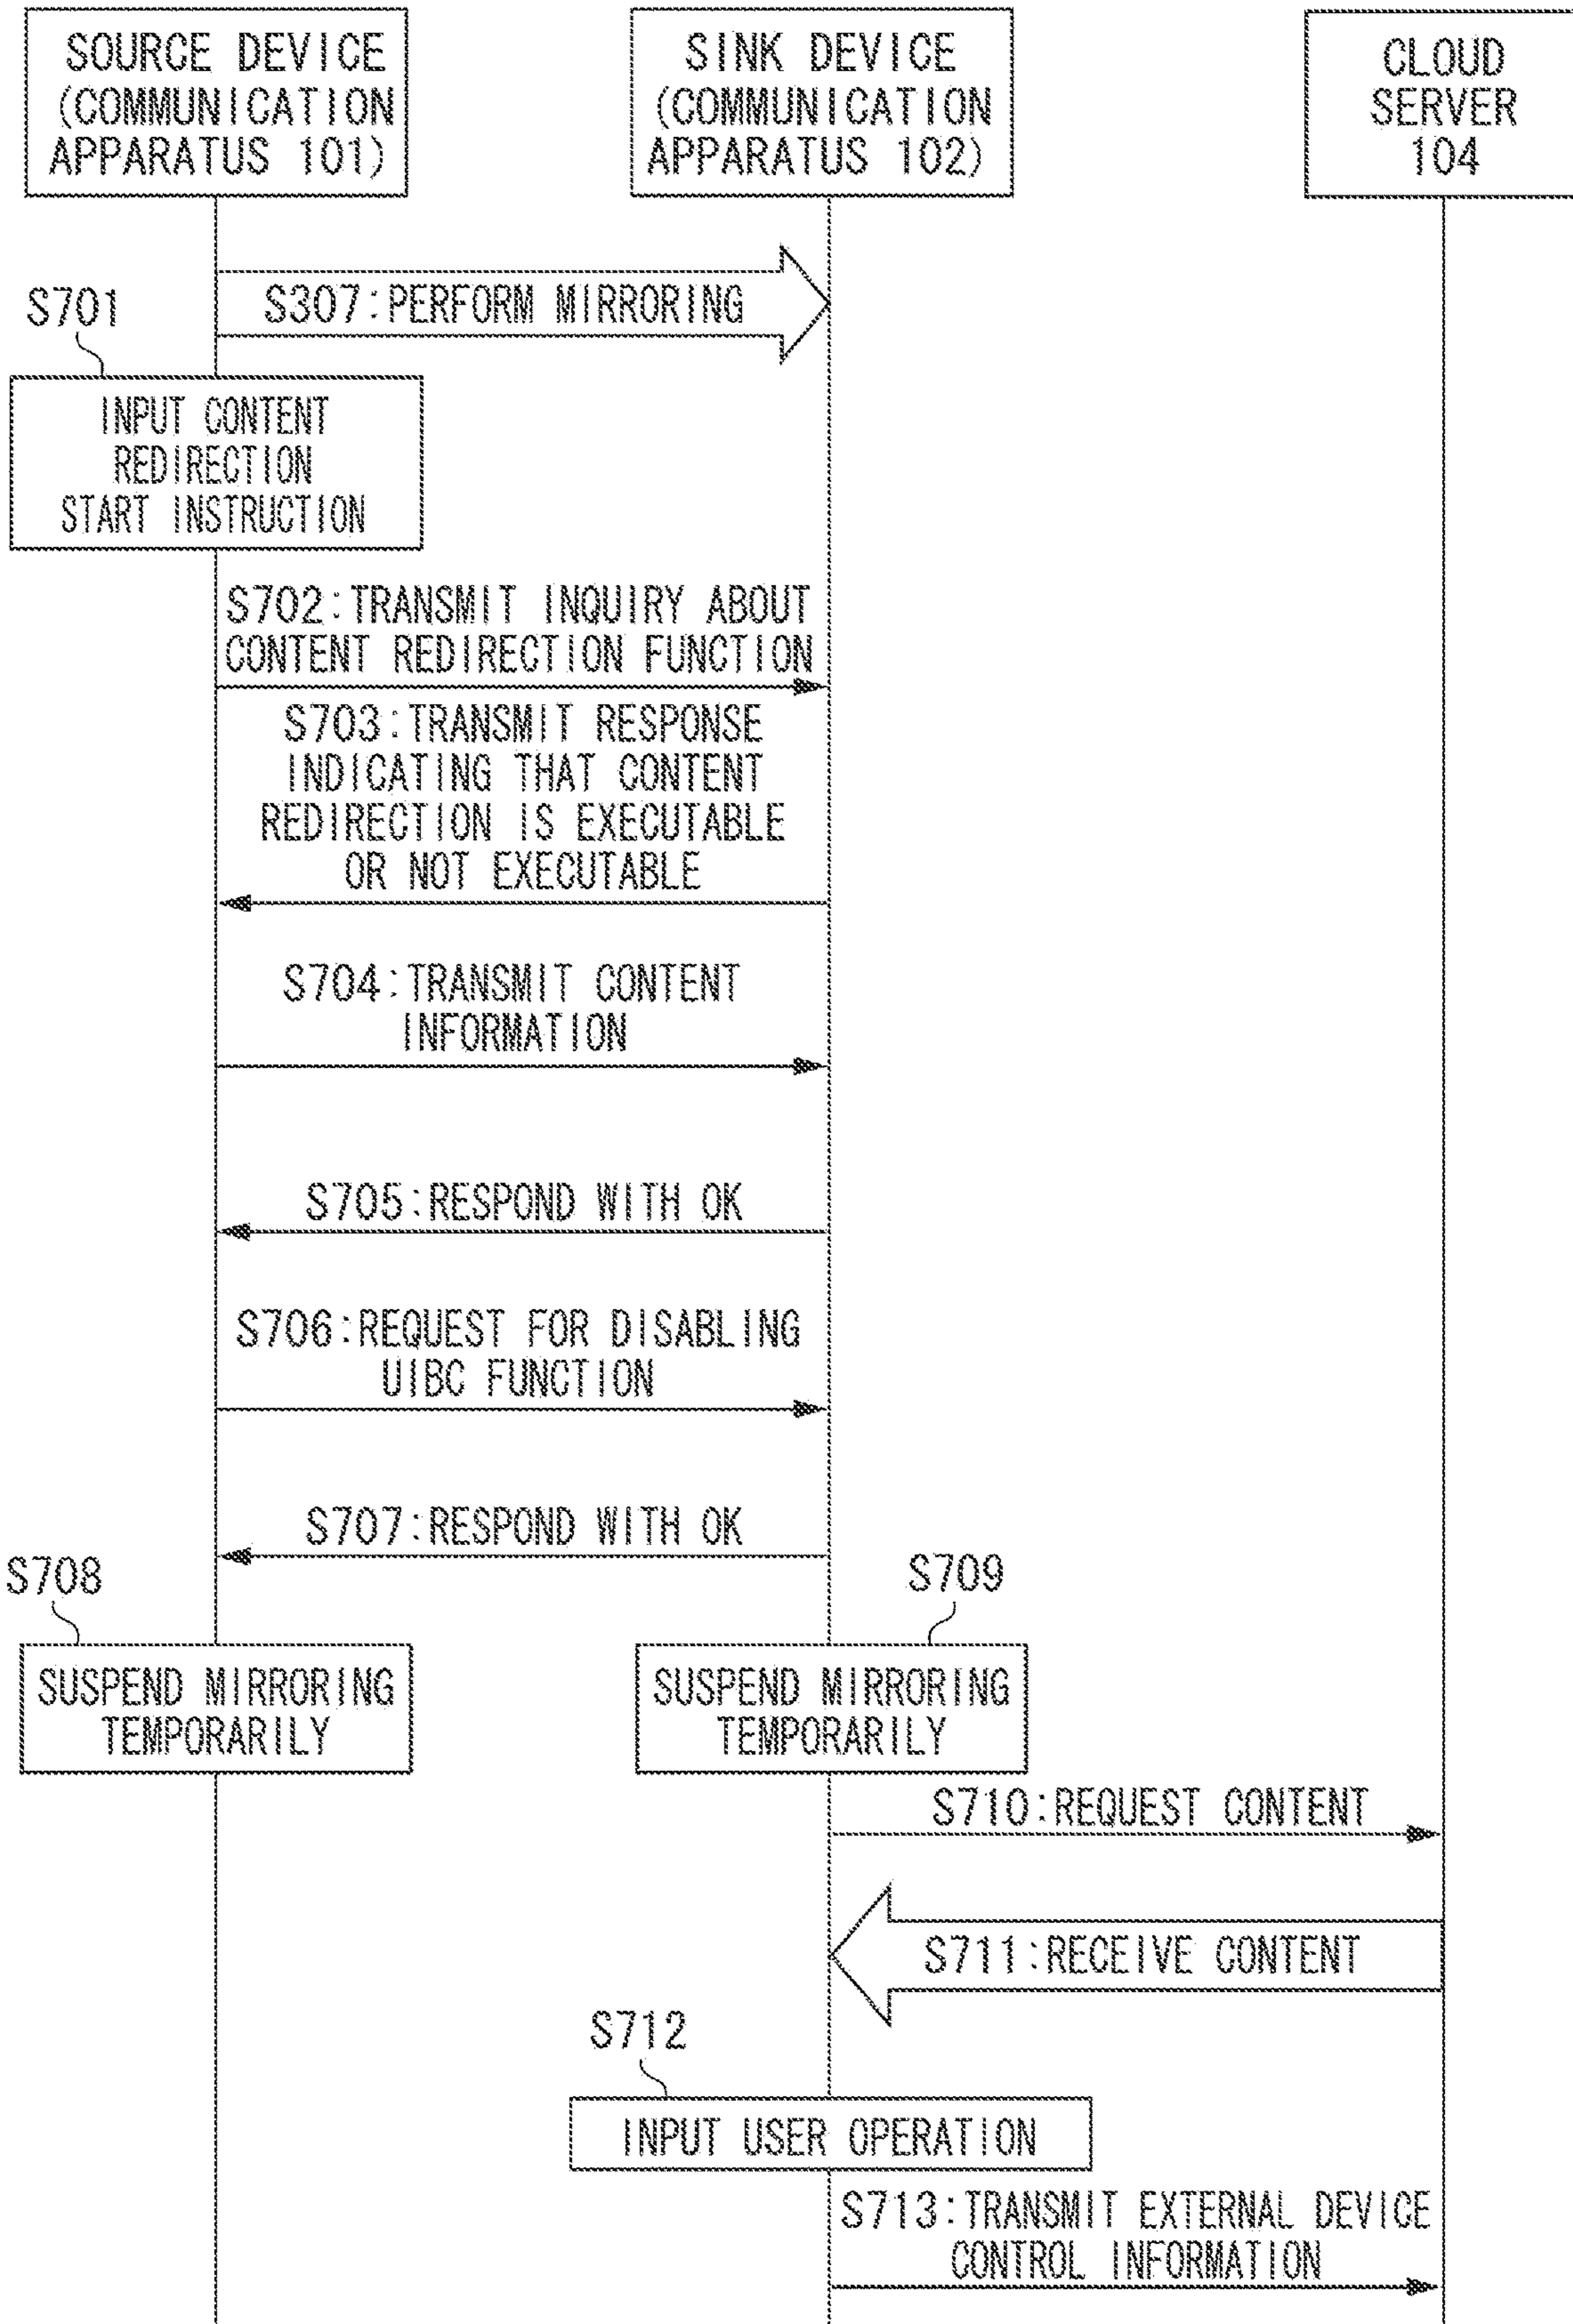 SOURCE DEVICE
(COMMUNICATION
APPARATUS 101)
SINK DEVICE
(COMMUNICATION
APPARATUS 102)
CLOUD
SERVER
104
S307:PERFORM MIRRORING
S701
INPUT CONTENT
REDIRECTION
START INSTRUCTION
S702:TRANSMIT INQUIRY ABOUT
CONTENT REDIRECTION FUNCTION
S703:TRANSMIT RESPONSE
INDICATING THAT CONTENT
REDIRECTION IS EXECUTABLE
OR NOT EXECUTABLE
S704:TRANSMIT CONTENT
INFORMATION
S705:RESPOND WITH OK
S706:REQUEST FOR DISABLING
UIBC FUNCTION
S707:RESPOND WITH OK
S708
SUSPEND MIRRORING
TEMPORARILY
S709
SUSPEND MIRRORING
TEMPORARILY
S710:REQUEST CONTENT
S711:RECEIVE CONTENT
S712
INPUT USER OPERATION
S713:TRANSMIT EXTERNAL DEVICE
CONTROL INFORMATION